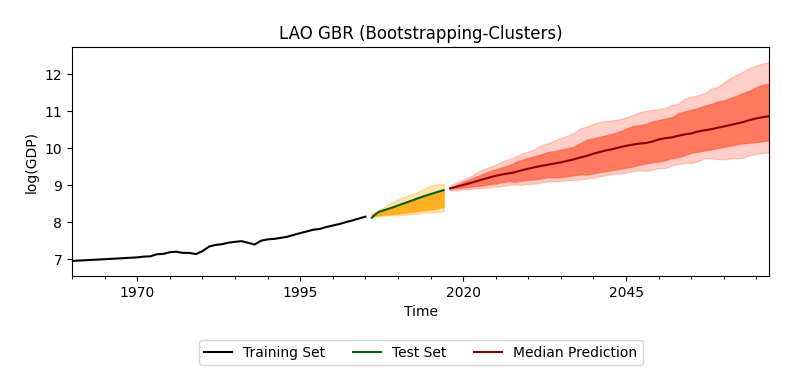 LAO GBR (Bootstrapping-Clusters)
12
11
10
9
8
7
log(GDP)
1970 1995 2020 2045
Time
Training Set Test Set Median Prediction